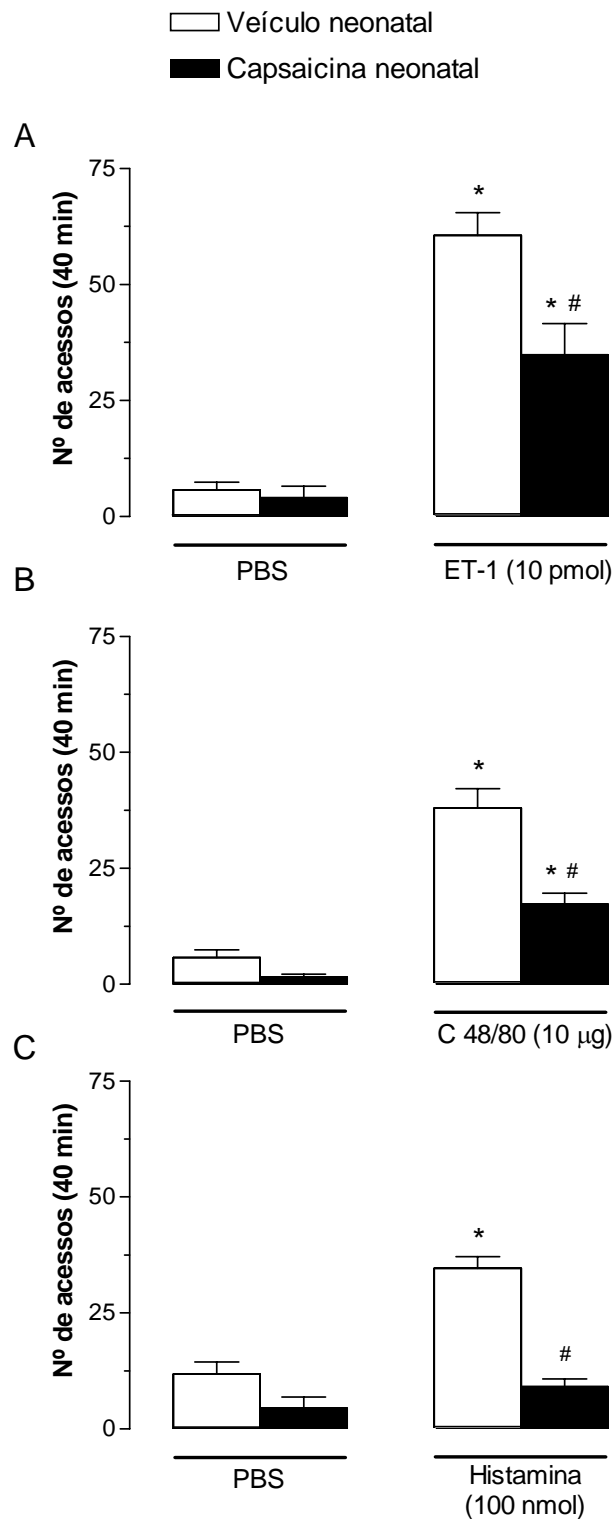 Veículo neonatal
Capsaicina neonatal
A
Nº de acessos (40 min)
75
50
25
0
*
* #
PBS
ET-1 (10 pmol)
B
Nº de acessos (40 min)
75
50
25
0
*
* #
PBS
C 48/80 (10 μg)
C
Nº de acessos (40 min)
75
50
25
0
*
#
PBS
Histamina
(100 nmol)